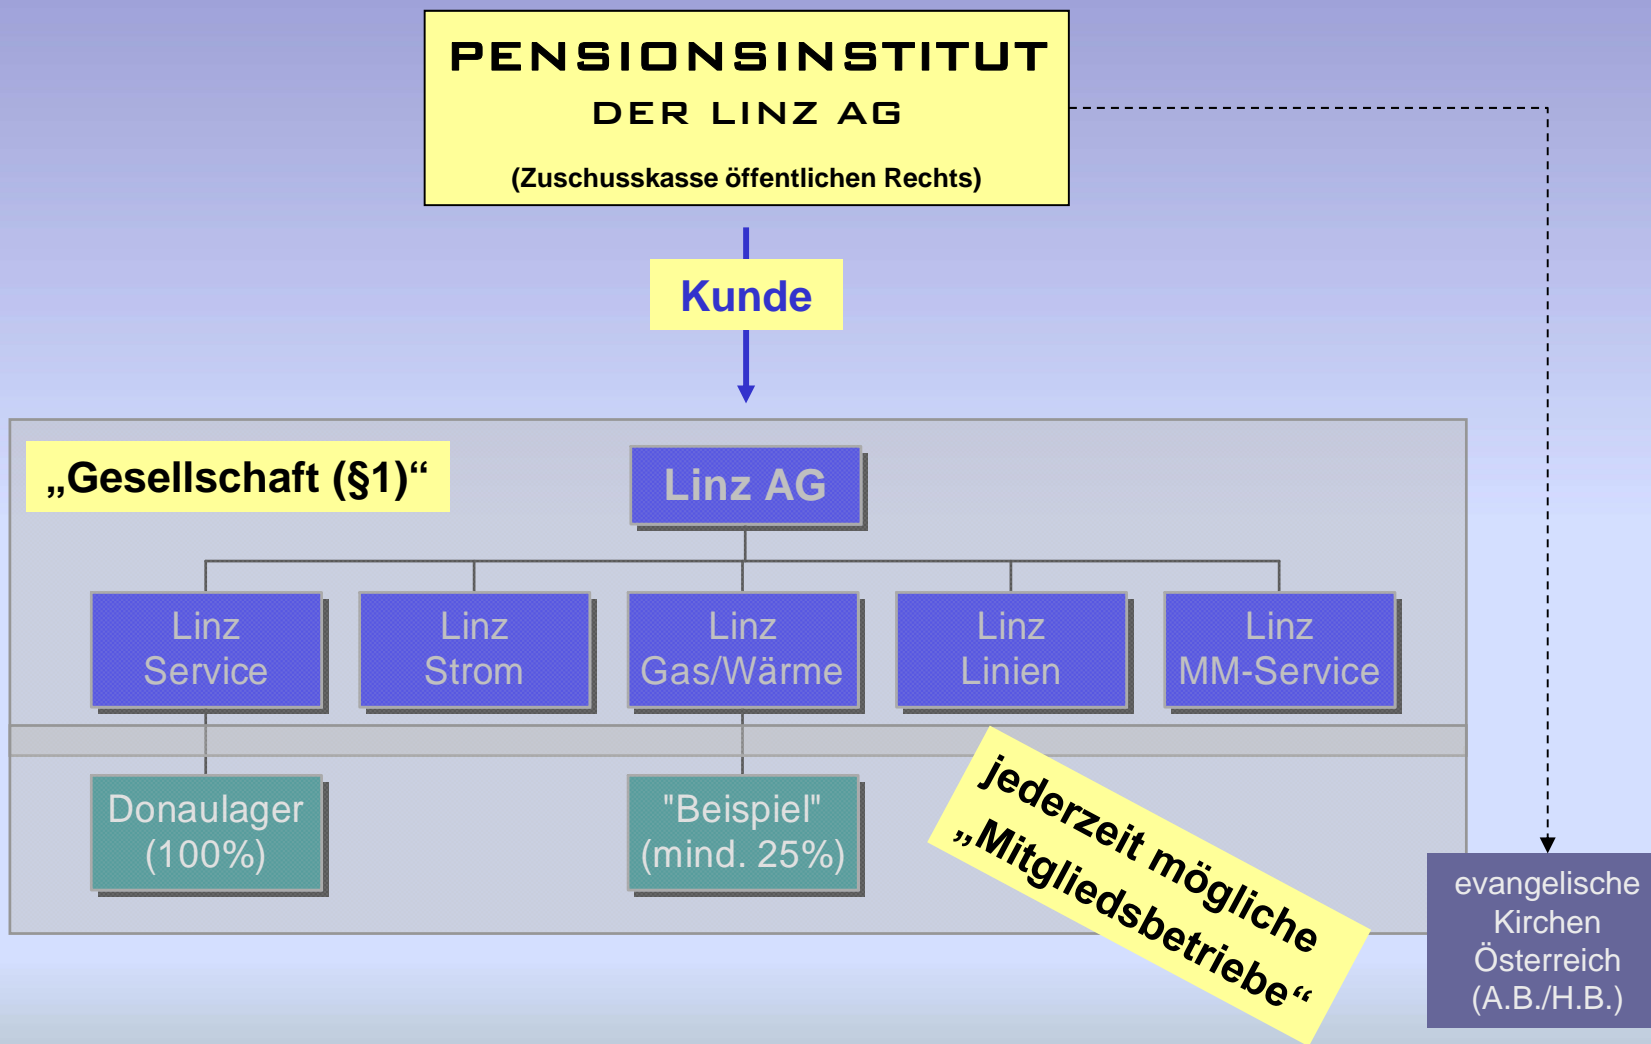 PENSIONSINSTITUT
DER LINZ AG
(Zuschusskasse öffentlichen Rechts)
Kunde
„Gesellschaft (§1)“
Linz AG
Linz
Service
Linz
Strom
Linz
Gas/Wärme
Linz
Linien
Linz
MM-Service
Donaulager
(100%)
"Beispiel"
(mind. 25%)
jederzeit mögliche
„Mitgliedsbetriebe“
evangelische
Kirchen
Österreich
(A.B./H.B.)